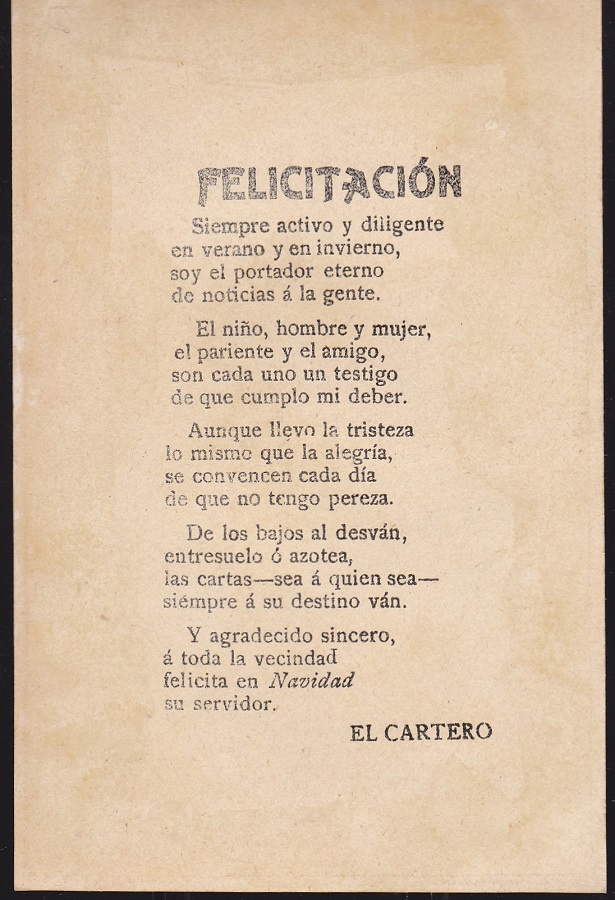 FELICITACIÓN
Siempre activo y diligente
en verano y en invierno,
soy el portador eterno
de noticias á la gente.
El niño, hombre y mujer,
el pariente y el amigo,
son cada uno un testigo
de que cumplo mi deber.
Aunque llevo la tristeza
lo mismo que la alegría,
se convencen cada día
de que no tengo pereza.
De los bajos al desván,
entresuelo ó azotea,
las cartas—sea á quien sea—
siémpre á su destino ván.
Y agradecido sincero,
á toda la vecindad
felicita en Navidad
su servidor.
EL CARTERO